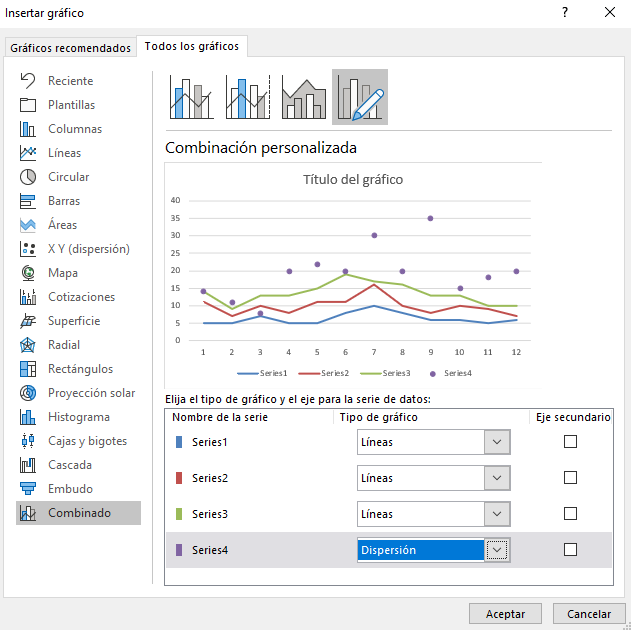 Insertar gráfico
?
Gráficos recomendados
Todos los gráficos
Reciente
Plantillas
Columnas
Líneas
Circular
Barras
Áreas
X Y (dispersión)
Mapa
Cotizaciones
Superficie
Radial
Rectángulos
Proyección solar
Histograma
Cajas y bigotes
Cascada
Embudo
Combinado
Combinación personalizada
Título del gráfico
40
35
30
25
20
15
10
5
0
1 2 3 4 5 6 7 8 9 10 11 12
Series1 Series2 Series3 Series4
Elija el tipo de gráfico y el eje para la serie de datos:
Nombre de la serie Tipo de gráfico Eje secundario
Series1 Líneas
Series2 Líneas
Series3 Líneas
Series4 Dispersión
Aceptar Cancelar